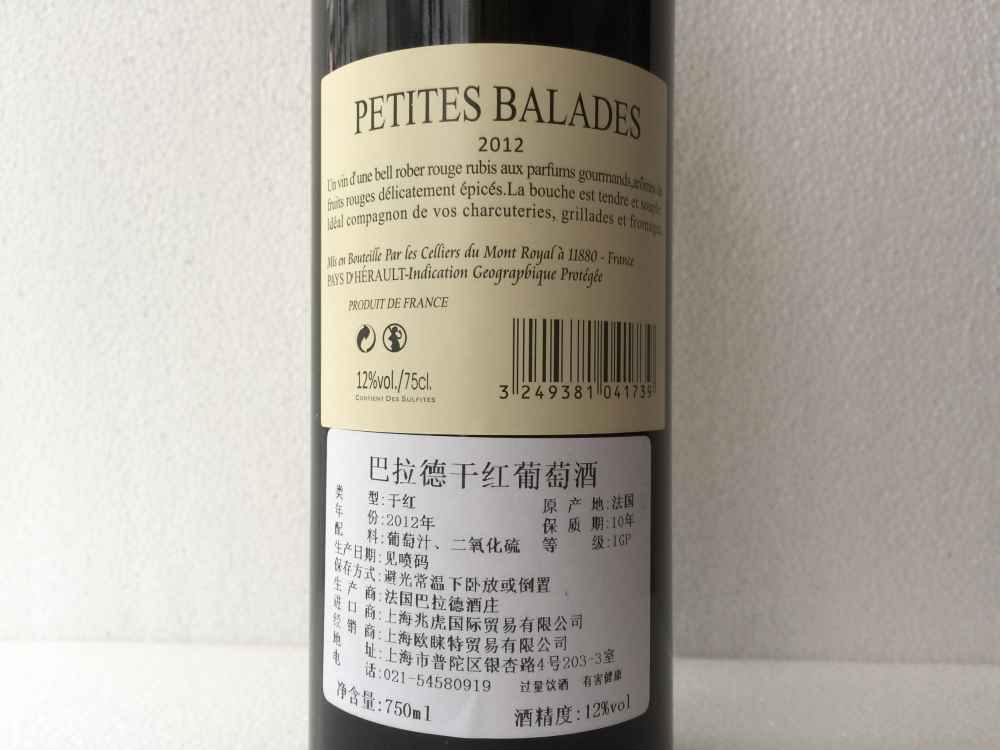 PETITES BALADES
2012
Un vin d'une bell rober rouge rubis aux parfums gourmands,arômes
fruits rouges délicatement épicés.La bouche est tendre et souple
Idéal compagnon de vos charcuteries, grillades et fromages
Mis en Bouteille Par les Celliers du Mont Royal à 11880 - France
PAYS D'HÉRAULT-Indication Geographique Protégée
PRODUIT DE FRANCE
12%vol./75cl.
CONTIENT DES SULFITES
3 249381 041739
巴拉德干红葡萄酒
类 型:干红 原 产 地:法国
年 份:2012年 保 质 期:10年
配 料:葡萄汁、二氧化硫 等 级:IGP
生产日期:见喷码
保存方式:避光常温下卧放或倒置
生 产 商:法国巴拉德酒庄
进 口 商:上海兆虎国际贸易有限公司
经 销 商:上海欧睐特贸易有限公司
地 址:上海市普陀区银杏路4号203-3室
电 话:021-54580919 过量饮酒 有害健康
净含量:750ml 酒精度:12%vol